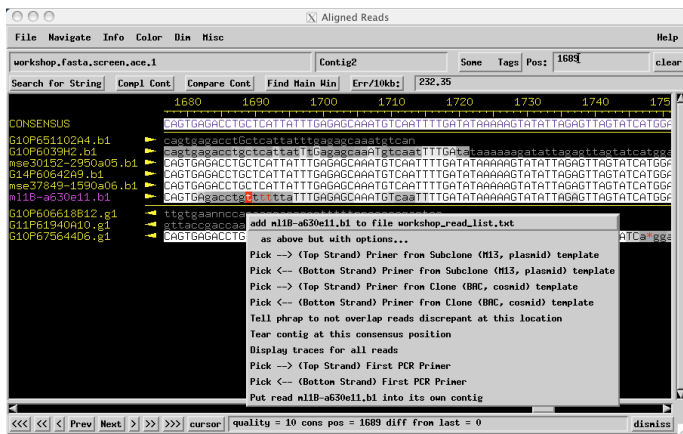 Aligned Reads
File Navigate Info Color Dim Misc Help
workshop.fasta.screen.ace.1 Contig2 Some Tags Pos: 1689 clear
Search for String Compl Cont Compare Cont Find Main Win Err/10kb: 232.35
1680 1690 1700 1710 1720 1730 1740 175
CONSENSUS CAGTGAGACCTGCTCATTATTTGAGAGCAAATGTCAATTTTGATATAAAAAGTATATTAGAGTTAGTATCATGGA
G10P651102A4.b1 cagtgagacctGctcattatttgagagcaaatgtcan
G10P6039H2.b1 cagtgagacctgctcattatTtGagagcaaTgtcaatTTTGatataaaaagatattagagttagtatcatgga
mse30152-2950a05.b1 CAGTGAGACCTGCTCATTATTTGAGAGCAAATGTCAATTTTGATATAAAAAGTATATTAGAGTTAGTATCATGGA
G14P60642A9.b1 CAGTGAGACCTGCTCATTATTTGAGAGCAAATGTCAATTTTGATATAAAAAGTATATTAGAGTTAGTATCATGGA
mse37849-1590a06.b1 CAGTGAGACCTGCTCATTATTTGAGAGCAAATGTCAATTTTGATATAAAAAGTATATTAGAGTTAGTATCATGGA
ml1B-a630e11.b1 CAGTGAgacctgtttttttaTTTGAGAGCAAATGTCaaTTTTGATATAAAAAGTATATTAGAGTTAGTATCATGGA
G10P606618B12.g1 ttgtgaannccа
G11P61940A10.g1 gttaccgaccaa
G10P675644D6.g1 CAGTGAGACCTG ATCa*gga
add ml1B-a630e11.b1 to file workshop_read_list.txt
as above but with options...
Pick --> (Top Strand) Primer from Subclone (M13, plasmid) template
Pick <-- (Bottom Strand) Primer from Subclone (M13, plasmid) template
Pick --> (Top Strand) Primer from Clone (BAC, cosmid) template
Pick <-- (Bottom Strand) Primer from Clone (BAC, cosmid) template
Tell phrap to not overlap reads discrepant at this location
Tear contig at this consensus position
Display traces for all reads
Pick --> (Top Strand) First PCR Primer
Pick <-- (Bottom Strand) First PCR Primer
Put read ml1B-a630e11.b1 into its own contig
<<< << < Prev Next > >> >>> cursor quality = 10 cons pos = 1689 diff from last = 0 dismiss